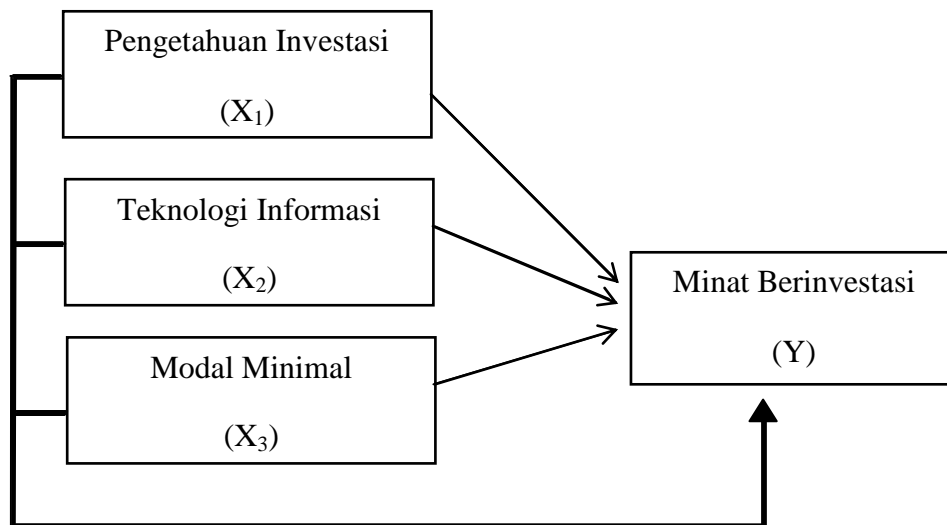 Pengetahuan Investasi
(X₁)
Teknologi Informasi
(X₂)
Modal Minimal
(X₃)
Minat Berinvestasi
(Y)